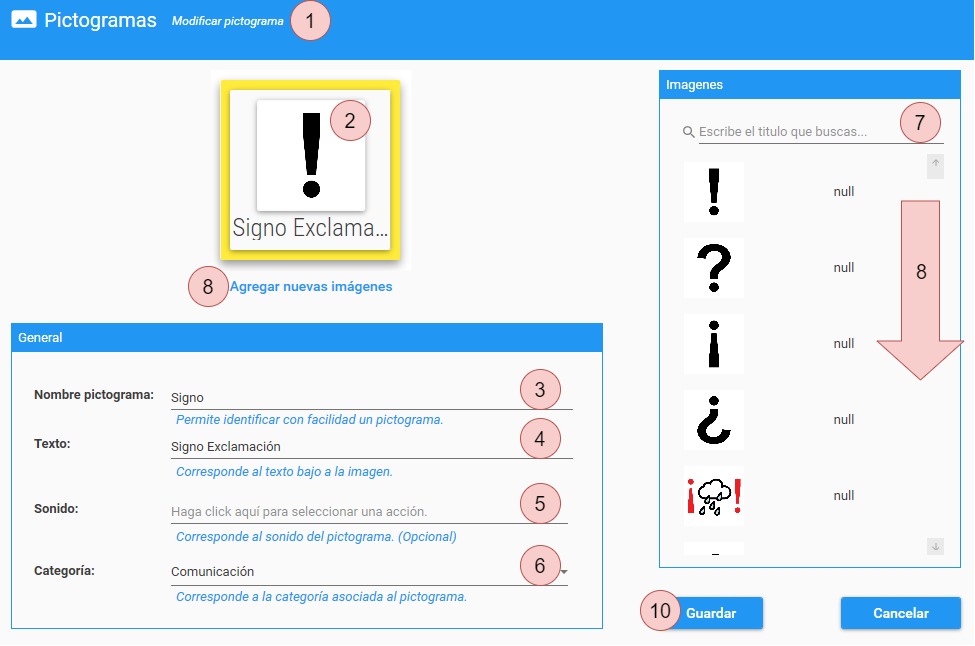 Pictogramas Modificar pictograma 1
2
Signo Exclama...
8 Agregar nuevas imágenes
General
Nombre pictograma: Signo 3
Permite identificar con facilidad un pictograma.
Texto: Signo Exclamación 4
Corresponde al texto bajo a la imagen.
Sonido: Haga click aquí para seleccionar una acción. 5
Corresponde al sonido del pictograma. (Opcional)
Categoría: Comunicación 6
Corresponde a la categoría asociada al pictograma.
Imagenes
Escribe el titulo que buscas... 7
! null
? null
¡ null
¿ null
¡ ! null
8
10 Guardar
Cancelar